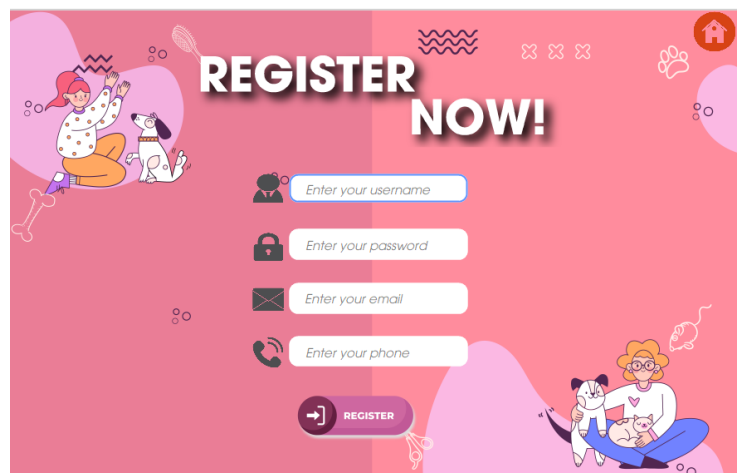 REGISTER
NOW!
Enter your username
Enter your password
Enter your email
Enter your phone
REGISTER